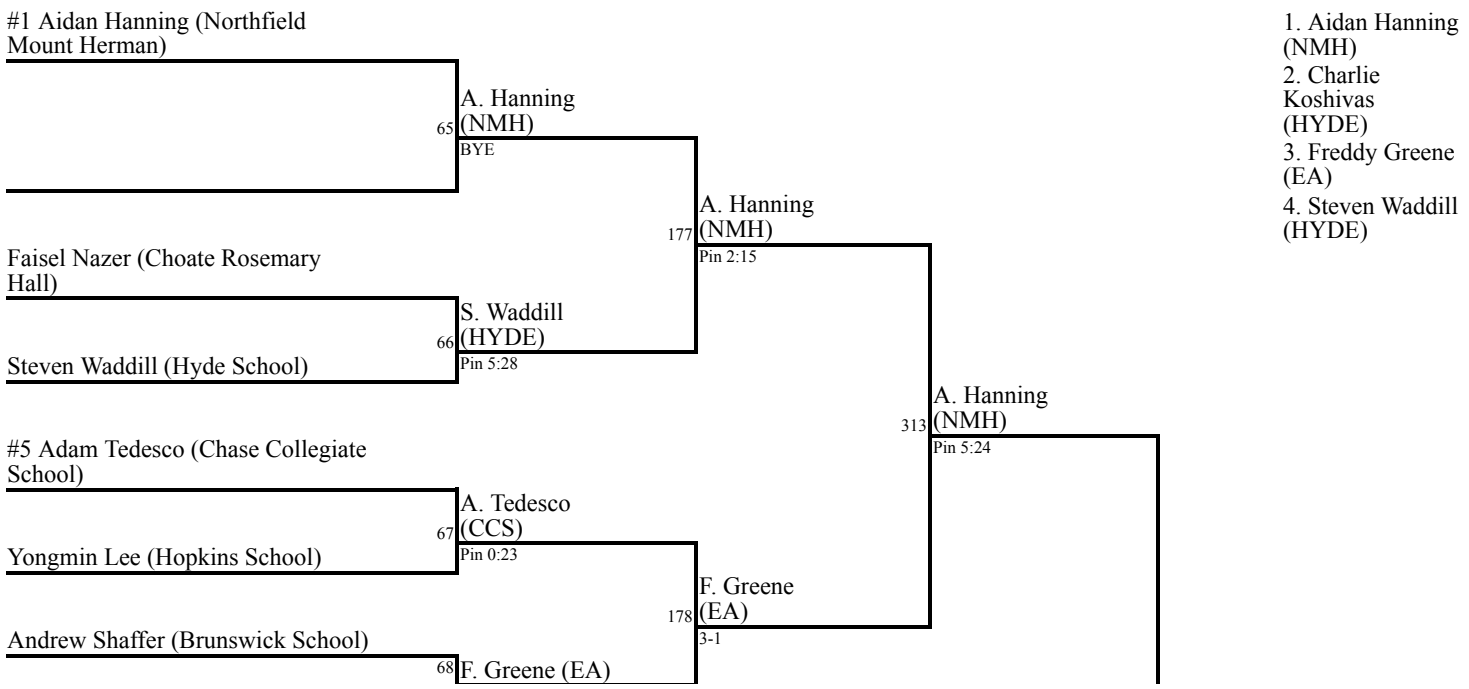 #1 Aidan Hanning (Northfield
Mount Herman)
A. Hanning
65 (NMH)
BYE
A. Hanning
177 (NMH)
Pin 2:15
Faisel Nazer (Choate Rosemary
Hall)
S. Waddill
66 (HYDE)
Pin 5:28
Steven Waddill (Hyde School)
A. Hanning
313 (NMH)
Pin 5:24
#5 Adam Tedesco (Chase Collegiate
School)
A. Tedesco
67 (CCS)
Pin 0:23
Yongmin Lee (Hopkins School)
F. Greene
178 (EA)
3-1
Andrew Shaffer (Brunswick School)
68 F. Greene (EA)
1. Aidan Hanning
(NMH)
2. Charlie
Koshivas
(HYDE)
3. Freddy Greene
(EA)
4. Steven Waddill
(HYDE)